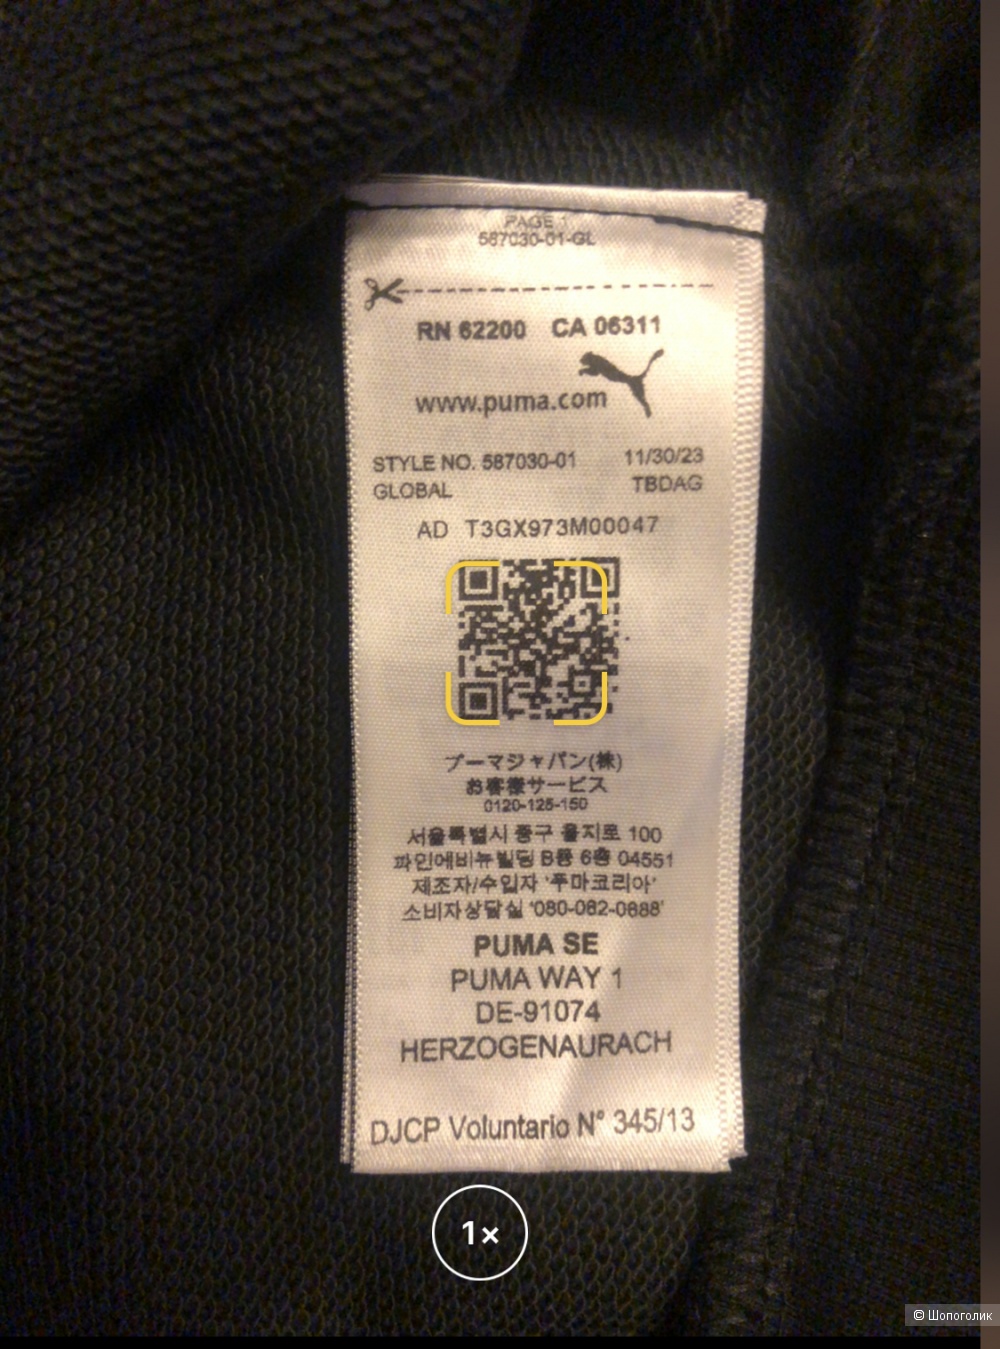 PAGE 1
587030-01-GL
RN 62200 CA 06311
www.puma.com
STYLE NO. 587030-01 11/30/23
GLOBAL TBDAG
AD T3GX973M00047
プーマジャパン(株)
お客様サービス
0120-125-150
서울특별시 중구 을지로 100
파인에비뉴빌딩 B동 6층 04551
제조자/수입자 '푸마코리아'
소비자상담실 '080-062-0688'
PUMA SE
PUMA WAY 1
DE-91074
HERZOGENAURACH
DJCP Voluntario N° 345/13
1×
© Шопоголик